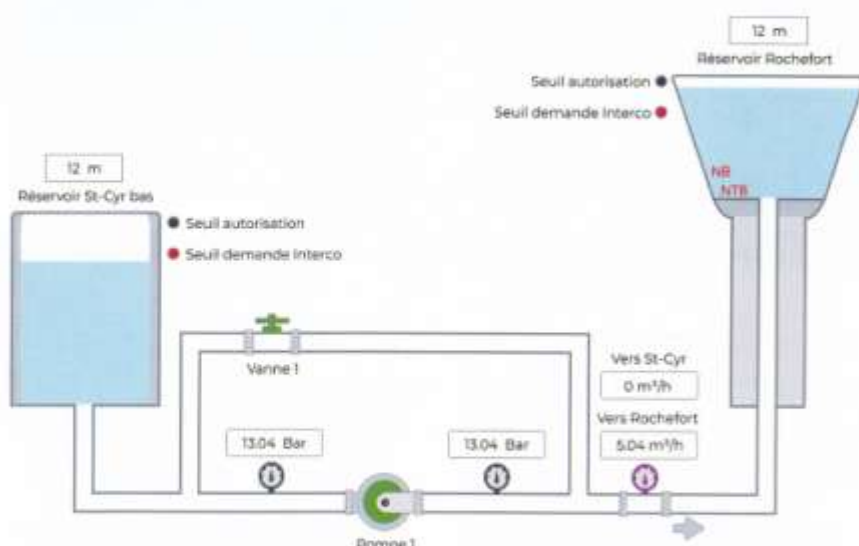 12 m
Réservoir Rochefort
Seuil autorisation
Seuil demande Interco
NB
NTB
12 m
Réservoir St-Cyr bas
Seuil autorisation
Seuil demande Interco
Vanne 1
Vers St-Cyr
0 m³/h
Vers Rochefort
5.04 m³/h
13.04 Bar
13.04 Bar
Pompe 1